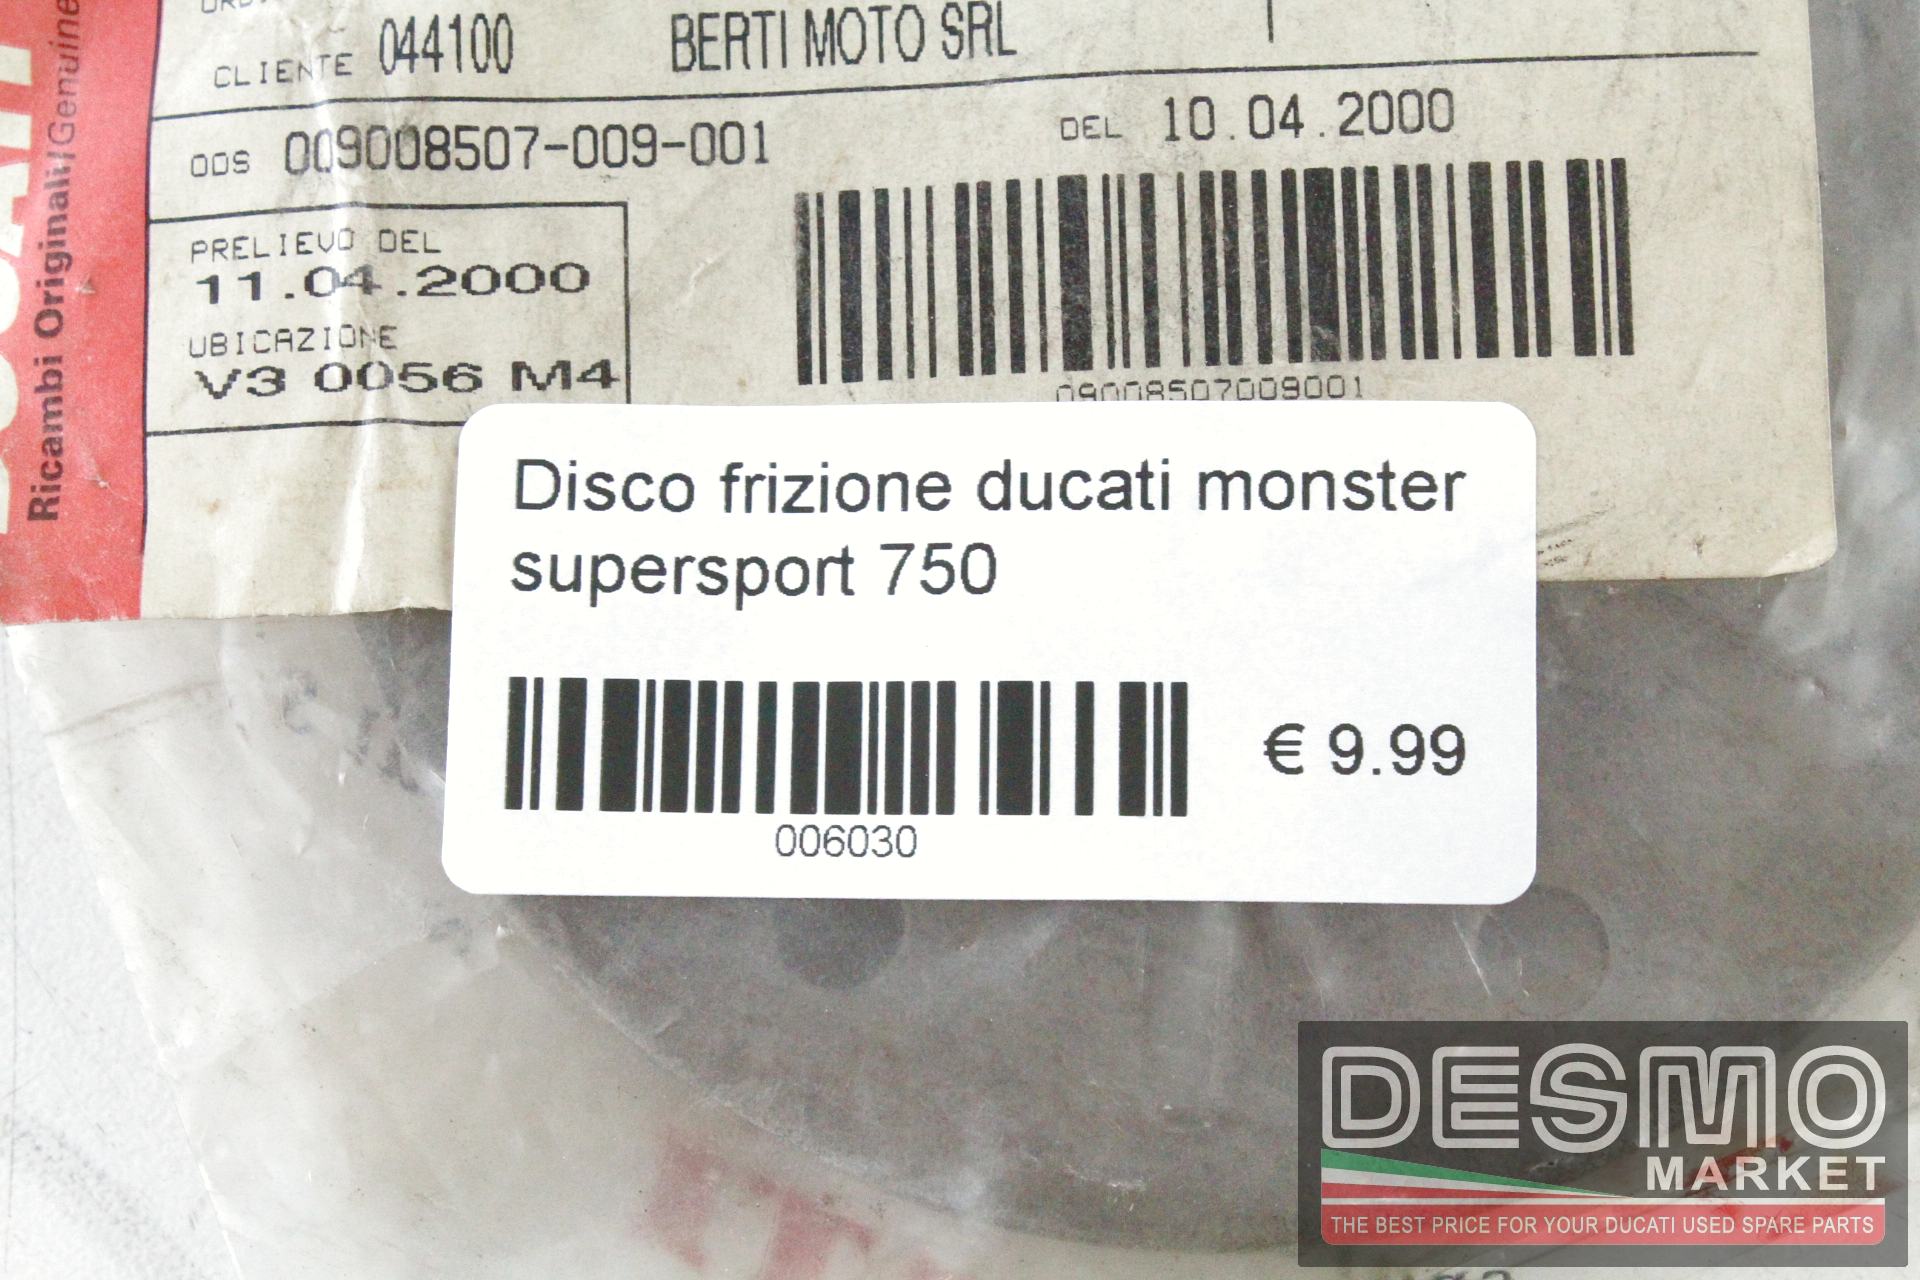 CLIENTE 044100 BERTI MOTO SRL
ODS 009008507-009-001 DEL 10.04.2000
PRELIEVO DEL
11.04.2000
UBICAZIONE
V3 0056 M4
09008507009001
Ricambi Originali/Genuine
Disco frizione ducati monster
supersport 750
€ 9.99
006030
DESMO
MARKET
THE BEST PRICE FOR YOUR DUCATI USED SPARE PARTS